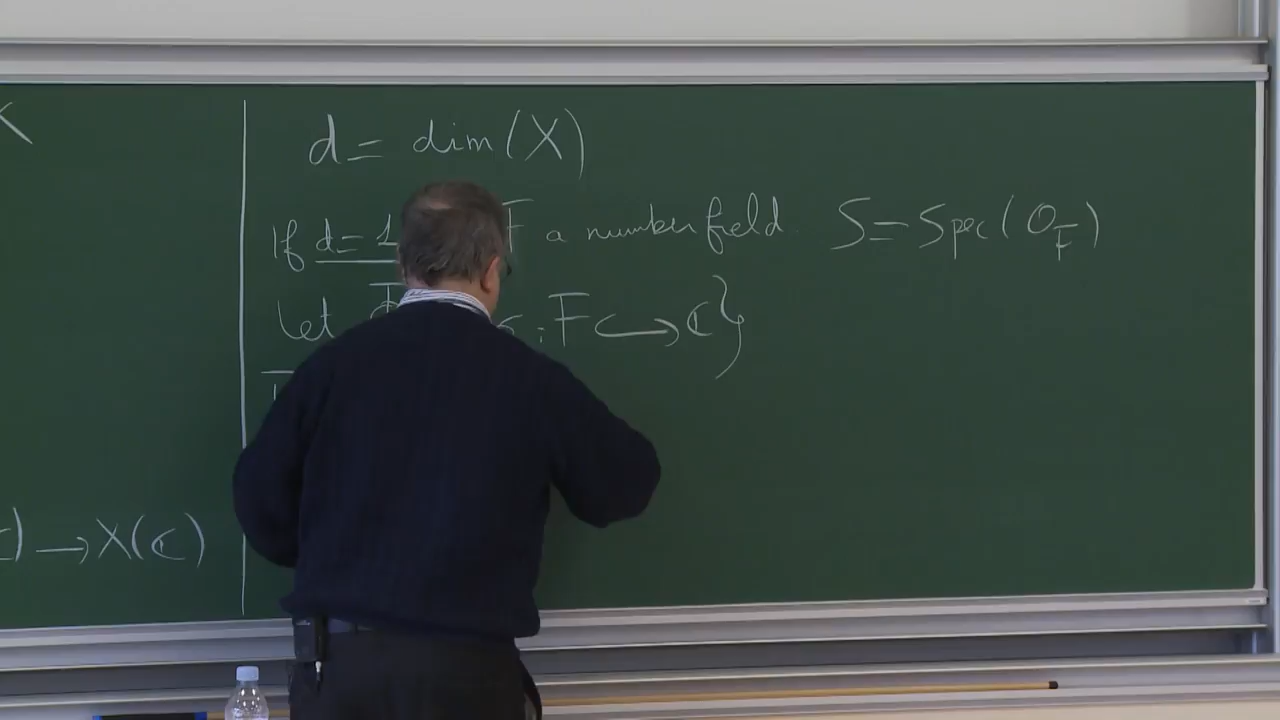 d = dim(X)
If d=1 F a number field. S = Spec(O_F)
Let σ : F ↪ ℂ}
→ X(ℂ)